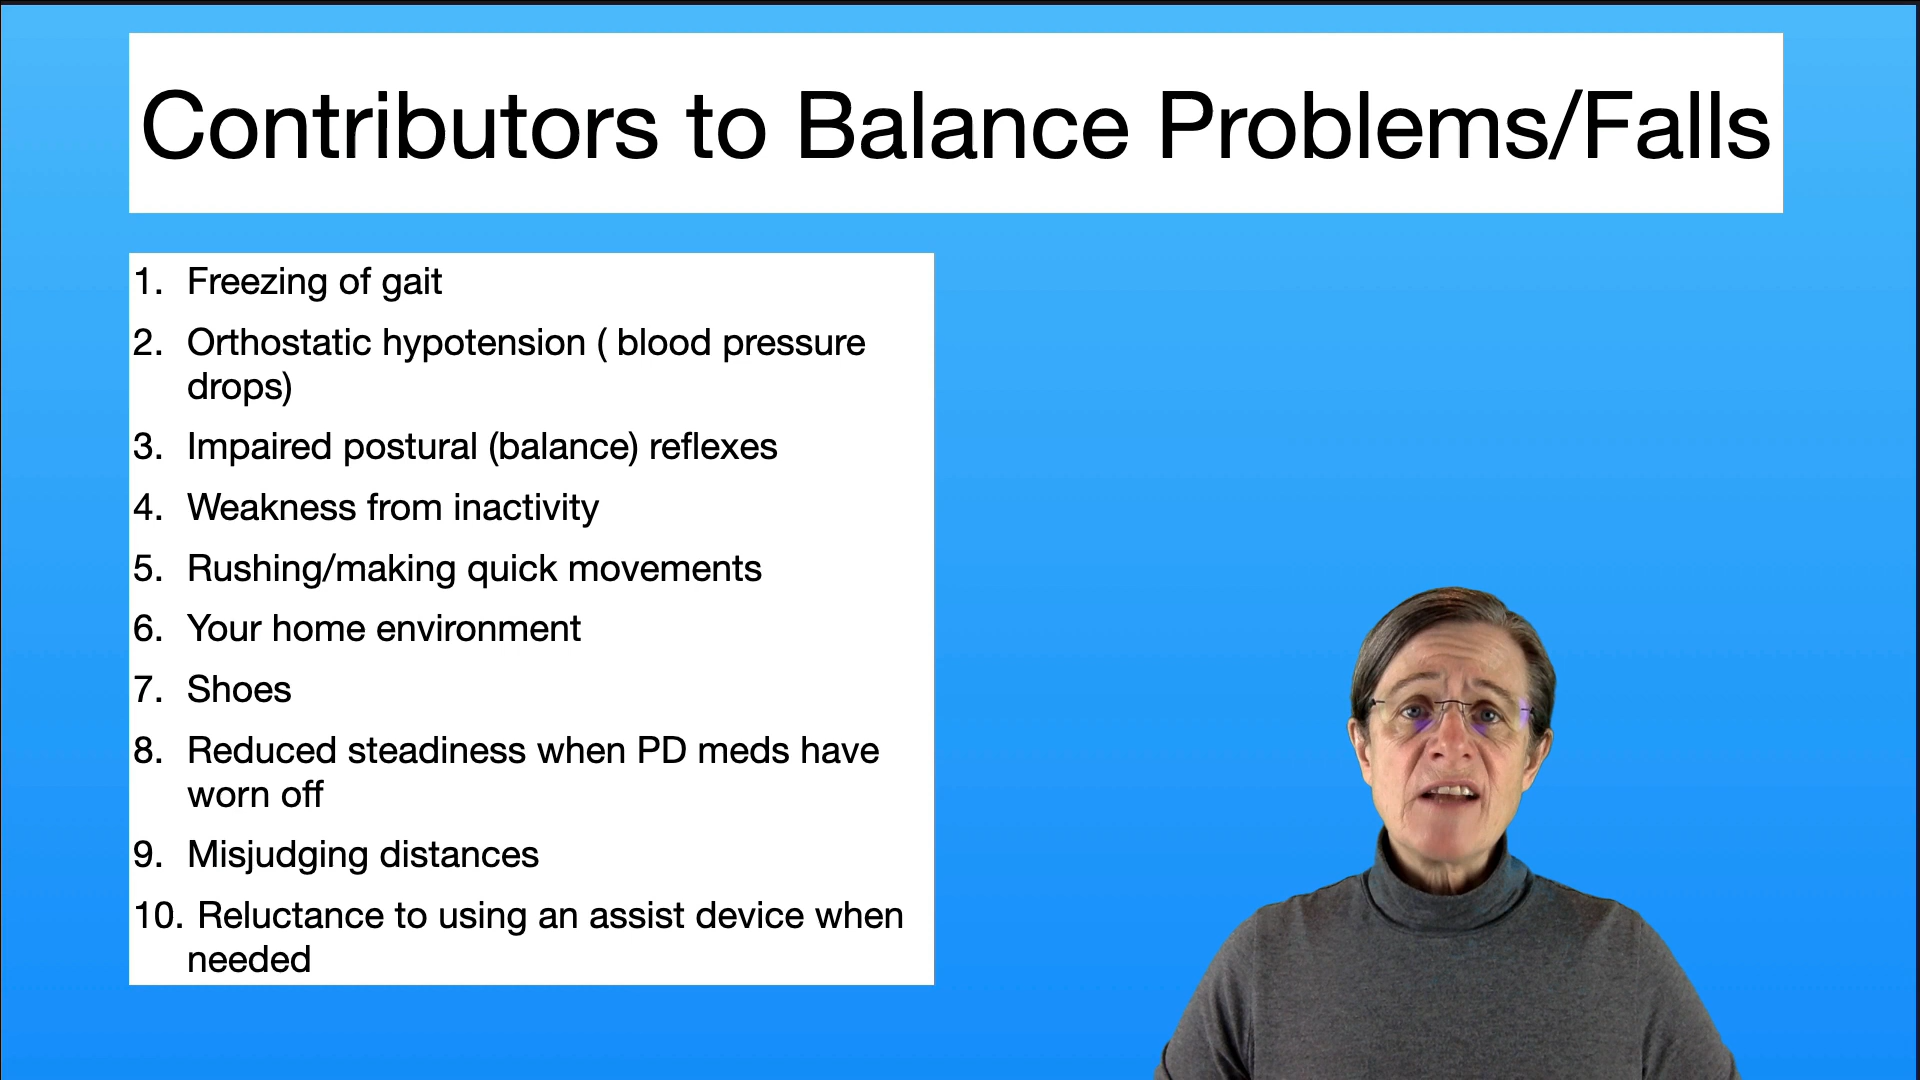 Contributors to Balance Problems/Falls
1. Freezing of gait
2. Orthostatic hypotension ( blood pressure
drops)
3. Impaired postural (balance) reflexes
4. Weakness from inactivity
5. Rushing/making quick movements
6. Your home environment
7. Shoes
8. Reduced steadiness when PD meds have
worn off
9. Misjudging distances
10. Reluctance to using an assist device when
needed